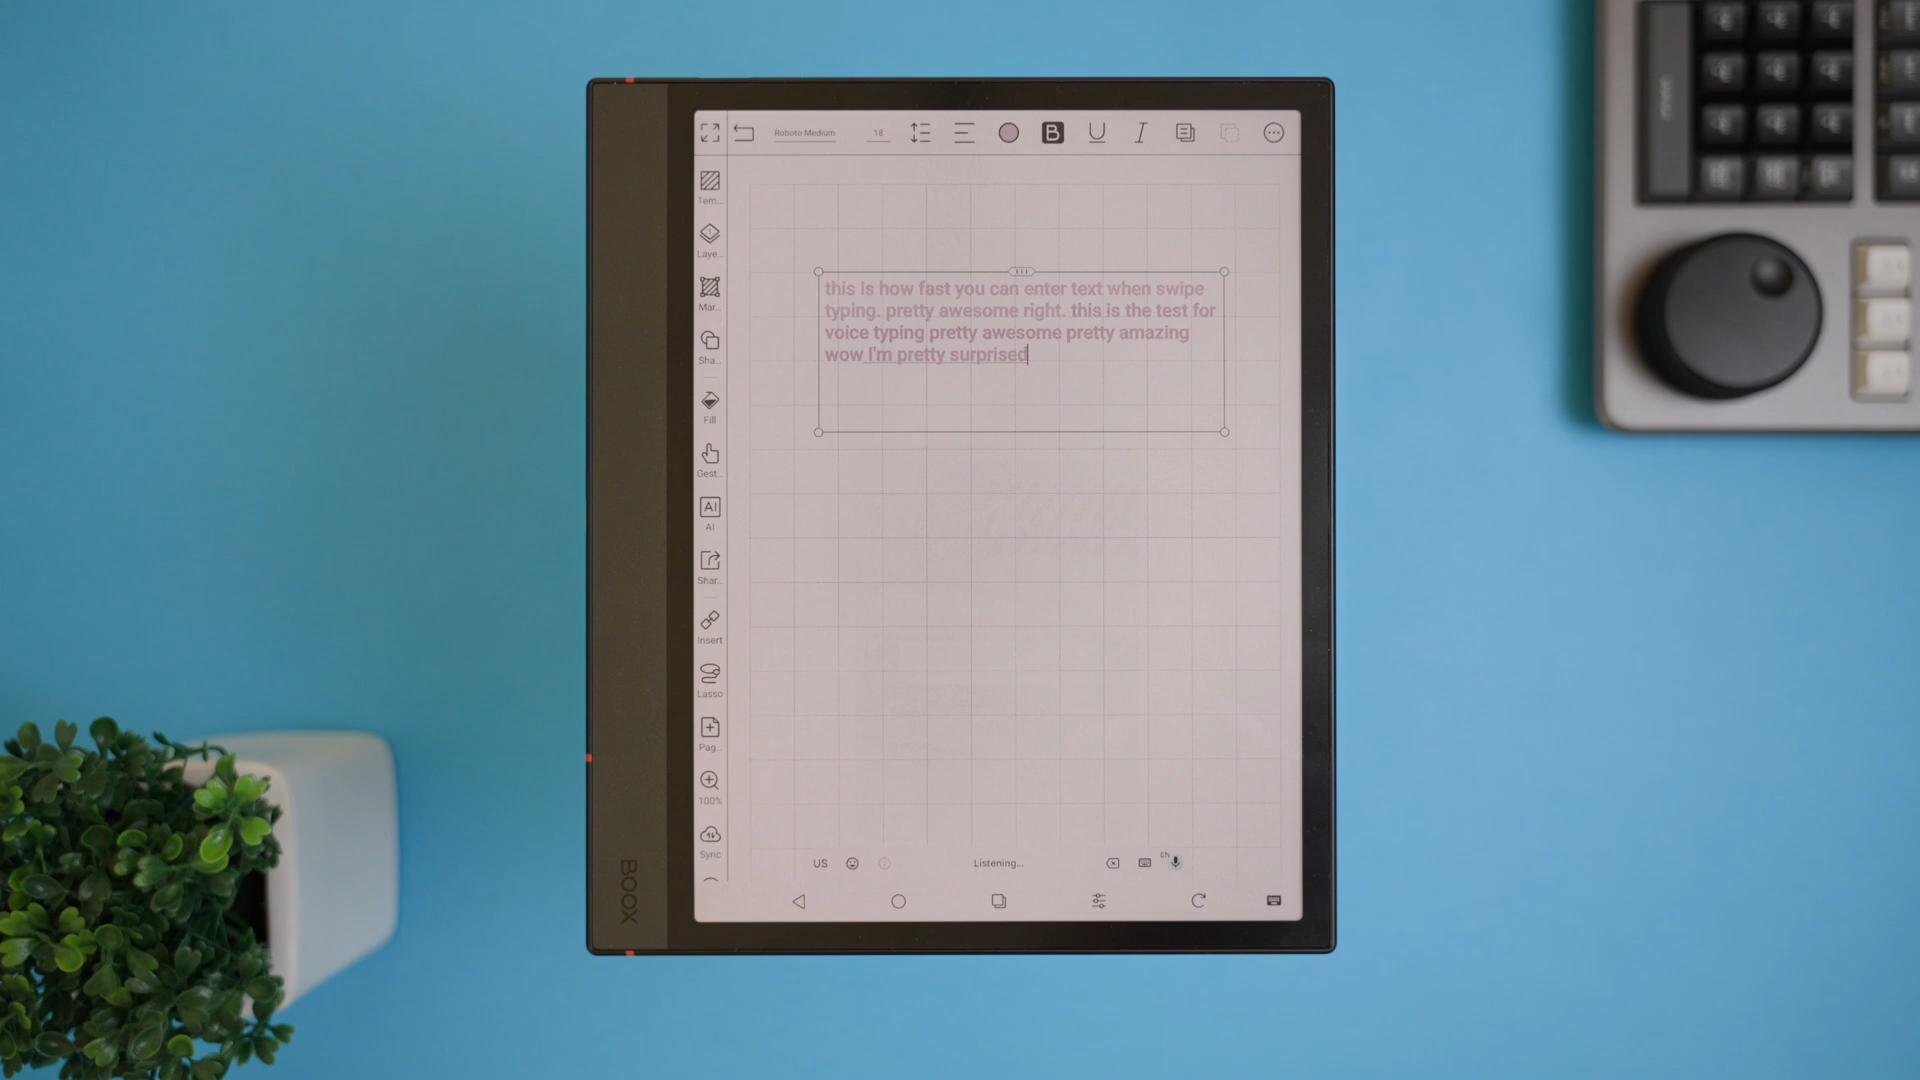 Roboto Medium 18
B U I
Tem...
Laye...
Mar...
Sha...
Fill
Gest...
AI
AI
Shar...
Insert
Lasso
Pag...
100%
Sync
this is how fast you can enter text when swipe
typing. pretty awesome right. this is the test for
voice typing pretty awesome pretty amazing
wow I'm pretty surprised
US Listening... EN
BOOX